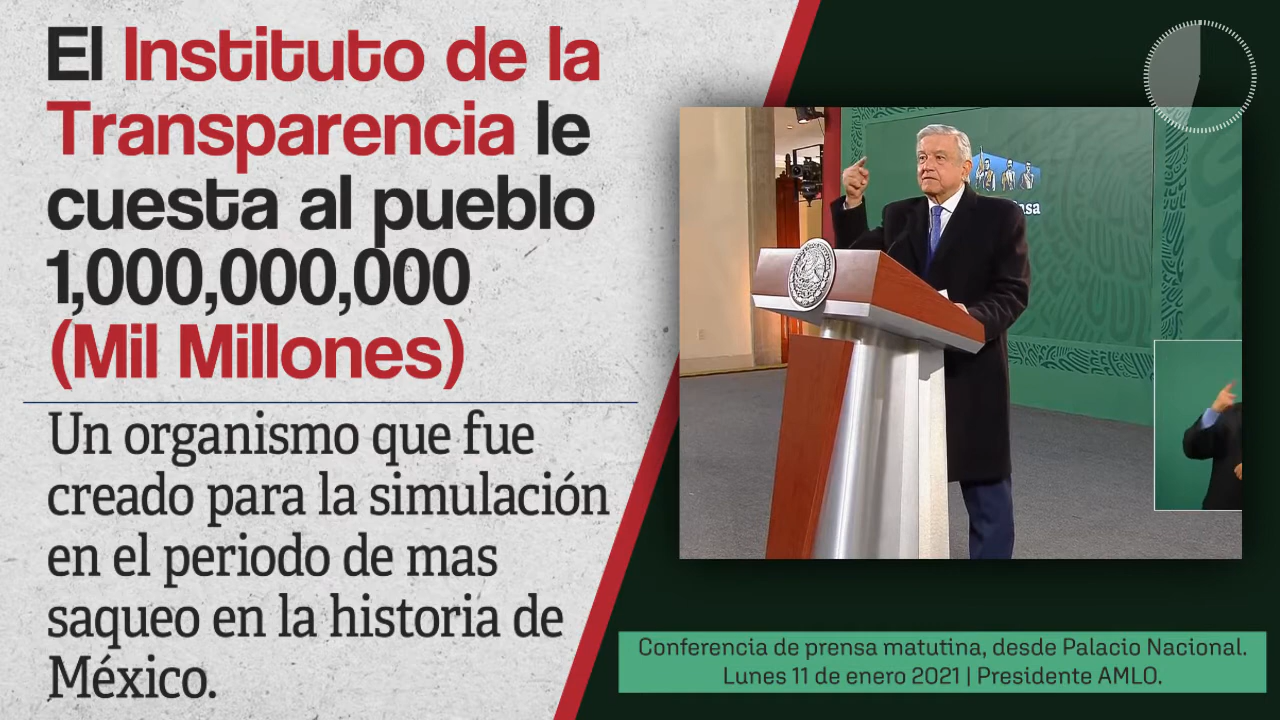 El Instituto de la
Transparencia le
cuesta al pueblo
1,000,000,000
(Mil Millones)
Un organismo que fue
creado para la simulación
en el periodo de mas
saqueo en la historia de
México.
Conferencia de prensa matutina, desde Palacio Nacional.
Lunes 11 de enero 2021 | Presidente AMLO.